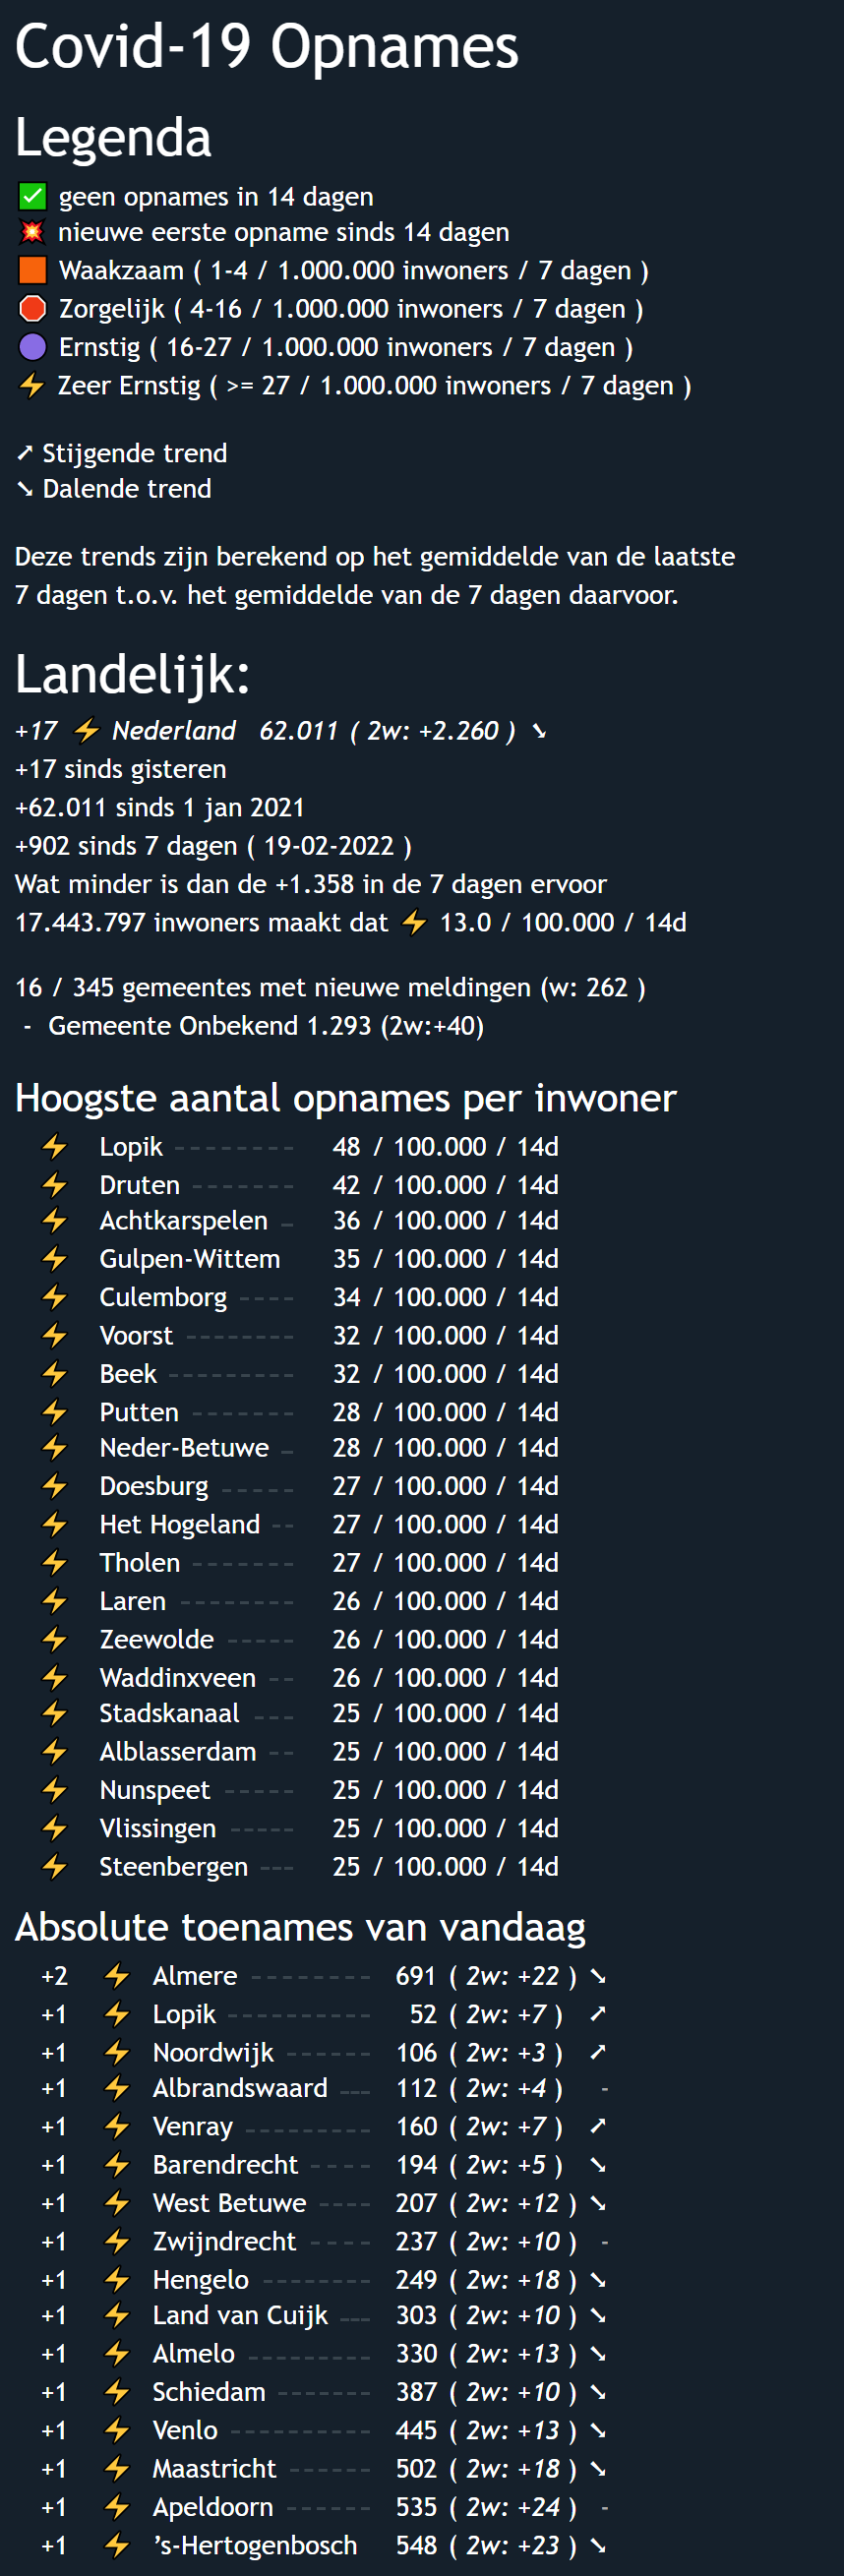 Covid-19 Opnames
Legenda
✅ geen opnames in 14 dagen
💥 nieuwe eerste opname sinds 14 dagen
🟧 Waakzaam ( 1-4 / 1.000.000 inwoners / 7 dagen )
🛑 Zorgelijk ( 4-16 / 1.000.000 inwoners / 7 dagen )
🟣 Ernstig ( 16-27 / 1.000.000 inwoners / 7 dagen )
⚡ Zeer Ernstig ( >= 27 / 1.000.000 inwoners / 7 dagen )
➚ Stijgende trend
➘ Dalende trend
Deze trends zijn berekend op het gemiddelde van de laatste
7 dagen t.o.v. het gemiddelde van de 7 dagen daarvoor.
Landelijk:
+17 ⚡ Nederland 62.011 ( 2w: +2.260 ) ➘
+17 sinds gisteren
+62.011 sinds 1 jan 2021
+902 sinds 7 dagen ( 19-02-2022 )
Wat minder is dan de +1.358 in de 7 dagen ervoor
17.443.797 inwoners maakt dat ⚡ 13.0 / 100.000 / 14d
16 / 345 gemeentes met nieuwe meldingen (w: 262 )
- Gemeente Onbekend 1.293 (2w:+40)
Hoogste aantal opnames per inwoner
⚡ Lopik -------- 48 / 100.000 / 14d
⚡ Druten ------- 42 / 100.000 / 14d
⚡ Achtkarspelen - 36 / 100.000 / 14d
⚡ Gulpen-Wittem 35 / 100.000 / 14d
⚡ Culemborg ---- 34 / 100.000 / 14d
⚡ Voorst -------- 32 / 100.000 / 14d
⚡ Beek --------- 32 / 100.000 / 14d
⚡ Putten ------- 28 / 100.000 / 14d
⚡ Neder-Betuwe - 28 / 100.000 / 14d
⚡ Doesburg ----- 27 / 100.000 / 14d
⚡ Het Hogeland -- 27 / 100.000 / 14d
⚡ Tholen ------- 27 / 100.000 / 14d
⚡ Laren -------- 26 / 100.000 / 14d
⚡ Zeewolde ----- 26 / 100.000 / 14d
⚡ Waddinxveen -- 26 / 100.000 / 14d
⚡ Stadskanaal --- 25 / 100.000 / 14d
⚡ Alblasserdam -- 25 / 100.000 / 14d
⚡ Nunspeet ----- 25 / 100.000 / 14d
⚡ Vlissingen ----- 25 / 100.000 / 14d
⚡ Steenbergen --- 25 / 100.000 / 14d
Absolute toenames van vandaag
+2 ⚡ Almere -------- 691 ( 2w: +22 ) ➘
+1 ⚡ Lopik ---------- 52 ( 2w: +7 ) ➚
+1 ⚡ Noordwijk ------ 106 ( 2w: +3 ) ➚
+1 ⚡ Albrandswaard --- 112 ( 2w: +4 ) -
+1 ⚡ Venray --------- 160 ( 2w: +7 ) ➚
+1 ⚡ Barendrecht ---- 194 ( 2w: +5 ) ➘
+1 ⚡ West Betuwe ---- 207 ( 2w: +12 ) ➘
+1 ⚡ Zwijndrecht ---- 237 ( 2w: +10 ) -
+1 ⚡ Hengelo -------- 249 ( 2w: +18 ) ➘
+1 ⚡ Land van Cuijk --- 303 ( 2w: +10 ) ➘
+1 ⚡ Almelo --------- 330 ( 2w: +13 ) ➘
+1 ⚡ Schiedam ------- 387 ( 2w: +10 ) ➘
+1 ⚡ Venlo ---------- 445 ( 2w: +13 ) ➘
+1 ⚡ Maastricht ------ 502 ( 2w: +18 ) ➘
+1 ⚡ Apeldoorn ------ 535 ( 2w: +24 ) -
+1 ⚡ ’s-Hertogenbosch 548 ( 2w: +23 ) ➘